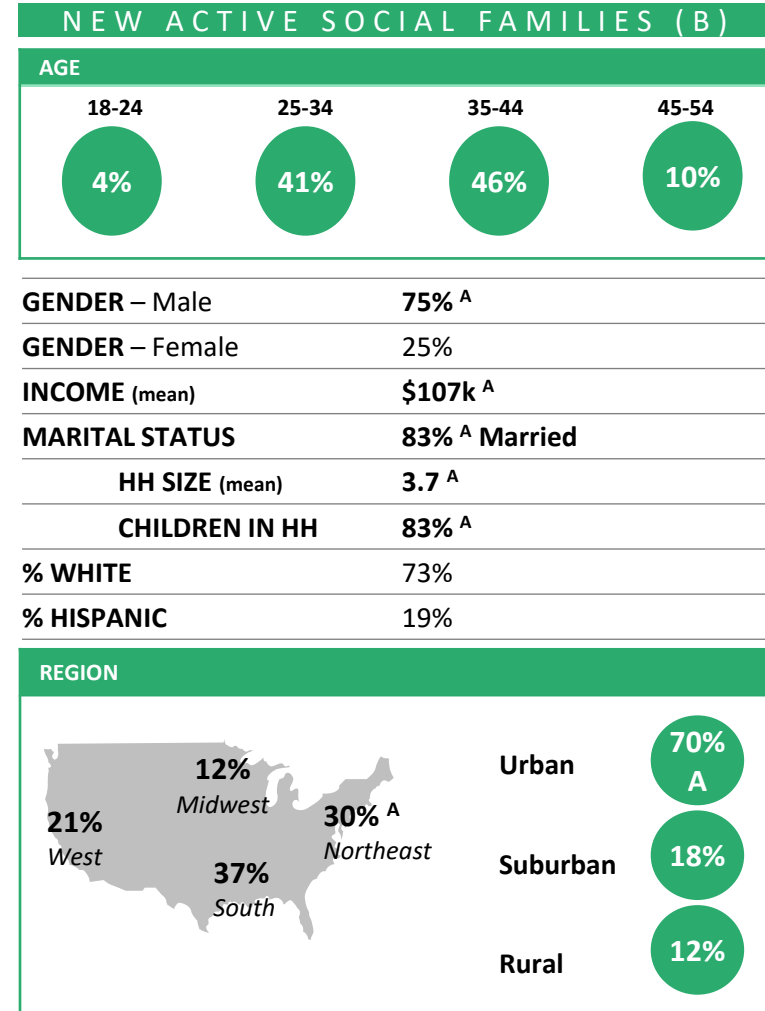 NEW ACTIVE SOCIAL FAMILIES (B)
AGE
18-24 25-34 35-44 45-54
4% 41% 46% 10%
GENDER – Male 75% A
GENDER – Female 25%
INCOME (mean) $107k A
MARITAL STATUS 83% A Married
HH SIZE (mean) 3.7 A
CHILDREN IN HH 83% A
% WHITE 73%
% HISPANIC 19%
REGION
12%
Midwest
21%
West
30% A
Northeast
37%
South
Urban
70%
A
Suburban
18%
Rural
12%